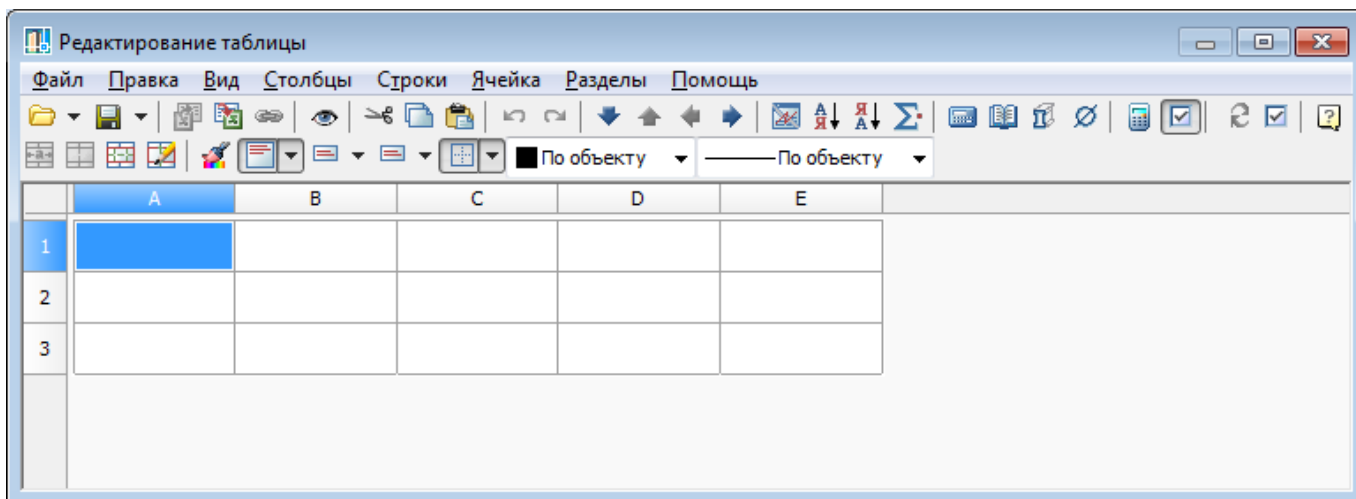 Редактирование таблицы
Файл Правка Вид Столбцы Строки Ячейка Разделы Помощь
По объекту По объекту
A B C D E
1
2
3